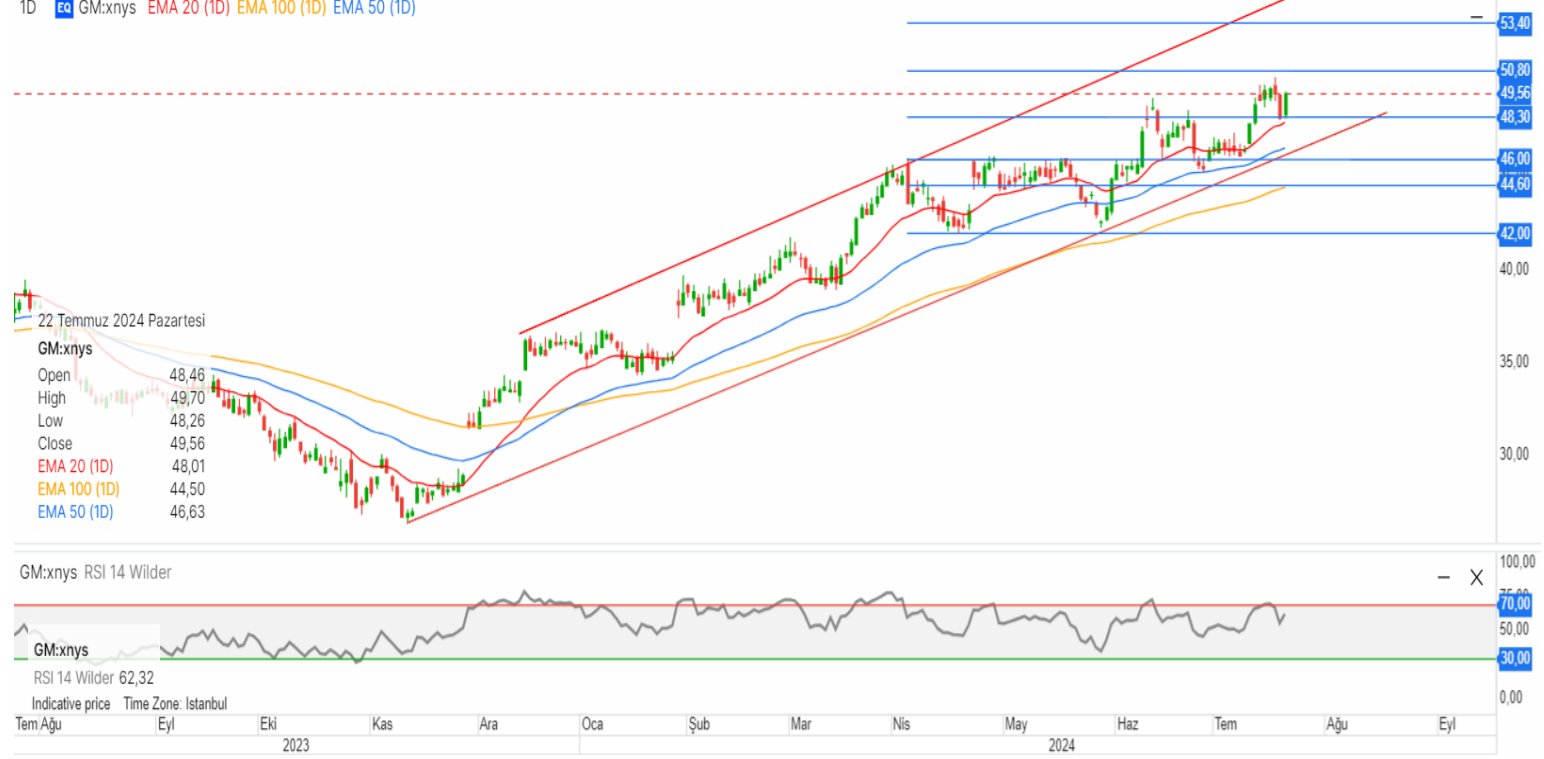 1D EQ GM:xnys EMA 20 (1D) EMA 100 (1D) EMA 50 (1D)
53,40
50,80
49,56
48,30
46,00
44,60
42,00
40,00
35,00
30,00
22 Temmuz 2024 Pazartesi
GM:xnys
Open 48,46
High 49,70
Low 48,26
Close 49,56
EMA 20 (1D) 48,01
EMA 100 (1D) 44,50
EMA 50 (1D) 46,63
GM:xnys RSI 14 Wilder
100,00
70,00
50,00
30,00
0,00
GM:xnys
RSI 14 Wilder 62,32
Indicative price Time Zone: Istanbul
Tem Ağu Eyl Eki Kas Ara Oca Şub Mar Nis May Haz Tem Ağu Eyl
2023 2024